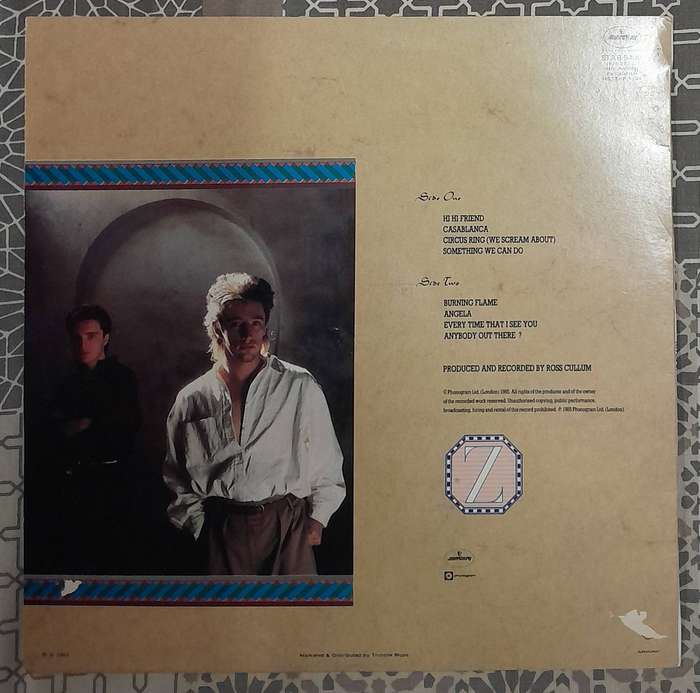 Side One
HI HI FRIEND
CASABLANCA
CIRCUS RING (WE SCREAM ABOUT)
SOMETHING WE CAN DO
Side Two
BURNING FLAME
ANGELA
EVERY TIME THAT I SEE YOU
ANYBODY OUT THERE ?
PRODUCED AND RECORDED BY ROSS CULLUM
© Phonogram Ltd. (London) 1985. All rights of the producer and of the owner
of the recorded work reserved. Unauthorised copying, public performance,
broadcasting, hiring and rental of this record prohibited. ℗ 1985 Phonogram Ltd. (London)
Z
mercury
phonogram
Marketed & Distributed by